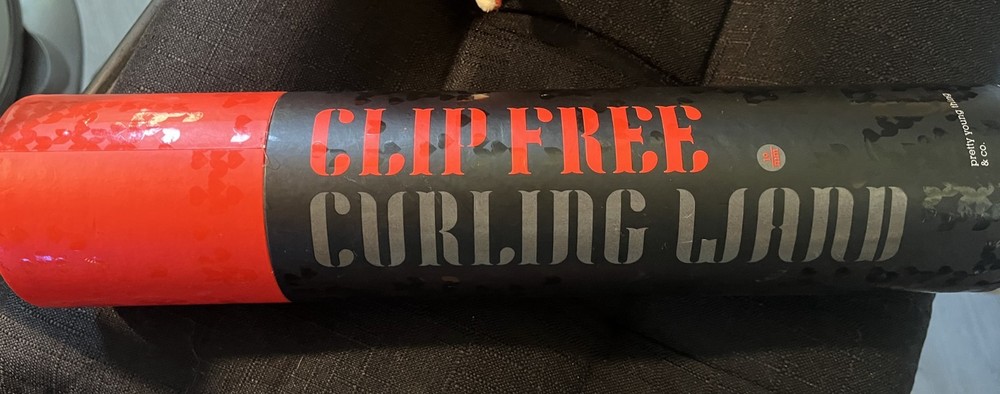 CLIP FREE
CURLING WAND
pretty young thing
& co.